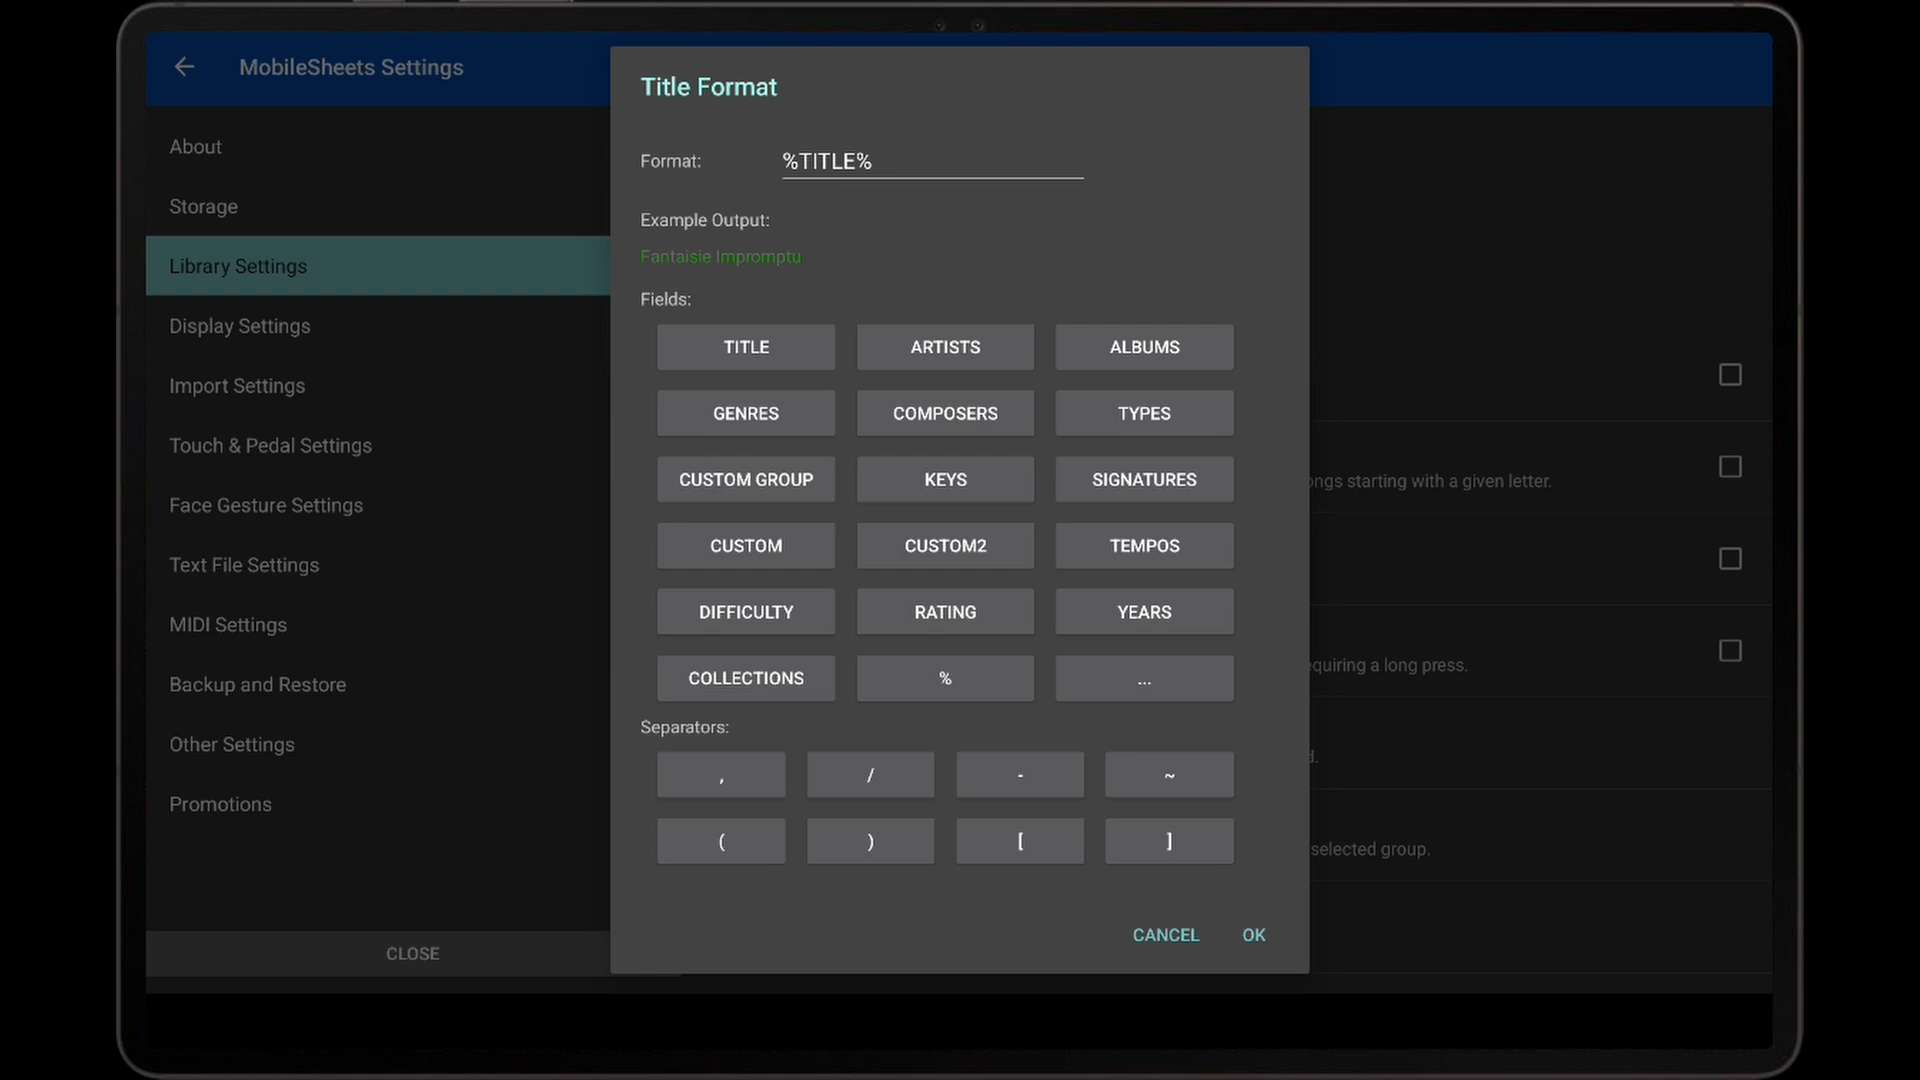 MobileSheets Settings
About
Storage
Library Settings
Display Settings
Import Settings
Touch & Pedal Settings
Face Gesture Settings
Text File Settings
MIDI Settings
Backup and Restore
Other Settings
Promotions
CLOSE
Title Format
Format: %TITLE%
Example Output:
Fantaisie Impromptu
Fields:
TITLE ARTISTS ALBUMS
GENRES COMPOSERS TYPES
CUSTOM GROUP KEYS SIGNATURES
CUSTOM CUSTOM2 TEMPOS
DIFFICULTY RATING YEARS
COLLECTIONS % ...
Separators:
, / - ~
( ) [ ]
CANCEL OK
ongs starting with a given letter.
equiring a long press.
d.
selected group.